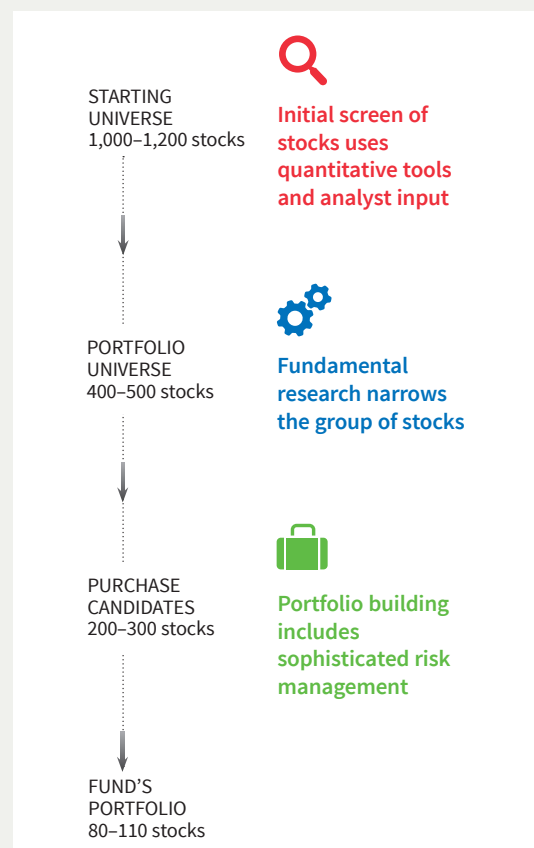 STARTING
UNIVERSE
1,000–1,200 stocks
Initial screen of
stocks uses
quantitative tools
and analyst input
PORTFOLIO
UNIVERSE
400–500 stocks
Fundamental
research narrows
the group of stocks
PURCHASE
CANDIDATES
200–300 stocks
Portfolio building
includes
sophisticated risk
management
FUND'S
PORTFOLIO
80–110 stocks